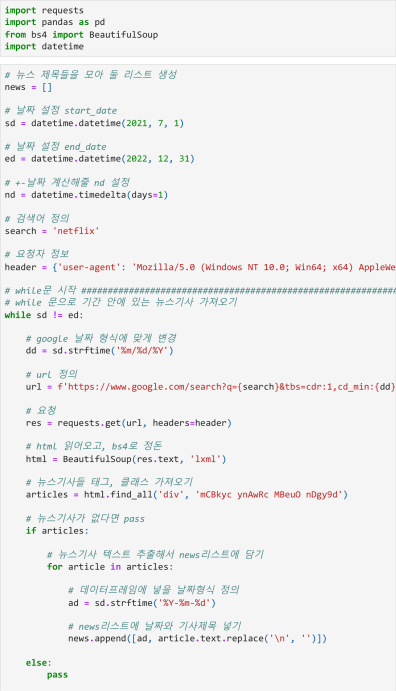 import requests
import pandas as pd
from bs4 import BeautifulSoup
import datetime
# 뉴스 제목들을 모아 둘 리스트 생성
news = []
# 날짜 설정 start_date
sd = datetime.datetime(2021, 7, 1)
# 날짜 설정 end_date
ed = datetime.datetime(2022, 12, 31)
# +-날짜 계산해줄 nd 설정
nd = datetime.timedelta(days=1)
# 검색어 정의
search = 'netflix'
# 요청자 정보
header = {'user-agent': 'Mozilla/5.0 (Windows NT 10.0; Win64; x64) AppleWe
# while문 시작 ############################################################
# while 문으로 기간 안에 있는 뉴스기사 가져오기
while sd != ed:
    # google 날짜 형식에 맞게 변경
    dd = sd.strftime('%m/%d/%Y')
    # url 정의
    url = f'https://www.google.com/search?q={search}&tbs=cdr:1,cd_min:{dd}
    # 요청
    res = requests.get(url, headers=header)
    # html 읽어오고, bs4로 정돈
    html = BeautifulSoup(res.text, 'lxml')
    # 뉴스기사들 태그, 클래스 가져오기
    articles = html.find_all('div', 'mCBkyc ynAwRc MBeuO nDgy9d')
    # 뉴스기사가 없다면 pass
    if articles:
        # 뉴스기사 텍스트 추출해서 news리스트에 담기
        for article in articles:
            # 데이터프레임에 넣을 날짜형식 정의
            ad = sd.strftime('%Y-%m-%d')
            # news리스트에 날짜와 기사제목 넣기
            news.append([ad, article.text.replace('\n', '')])
    else:
        pass